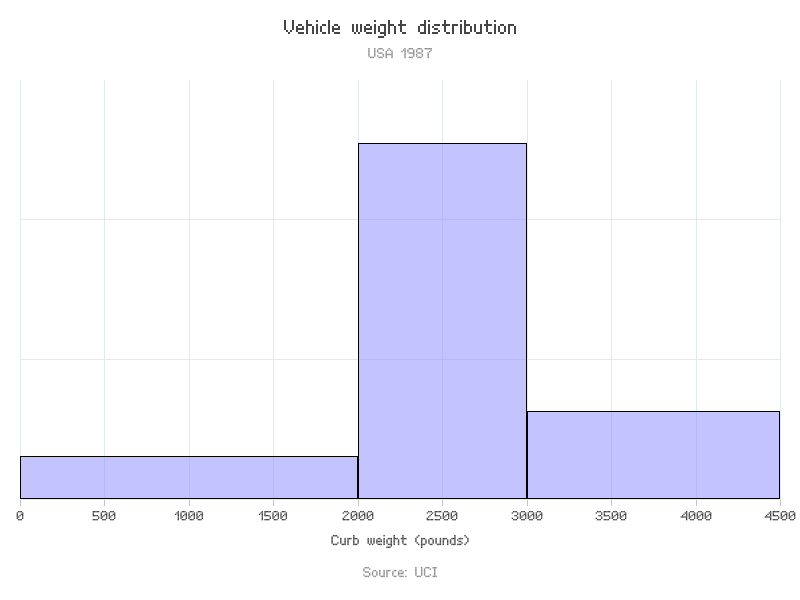 Vehicle weight distribution
USA 1987
0 500 1000 1500 2000 2500 3000 3500 4000 4500
Curb weight (pounds)
Source: UCI